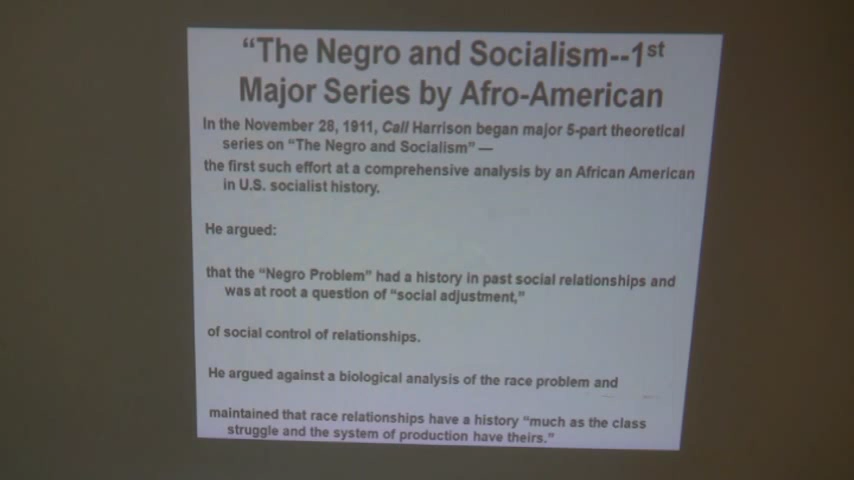 “The Negro and Socialism--1st
Major Series by Afro-American
In the November 28, 1911, Call Harrison began major 5-part theoretical
series on “The Negro and Socialism” —
the first such effort at a comprehensive analysis by an African American
in U.S. socialist history.
He argued:
that the “Negro Problem” had a history in past social relationships and
was at root a question of “social adjustment,”
of social control of relationships.
He argued against a biological analysis of the race problem and
maintained that race relationships have a history “much as the class
struggle and the system of production have theirs.”